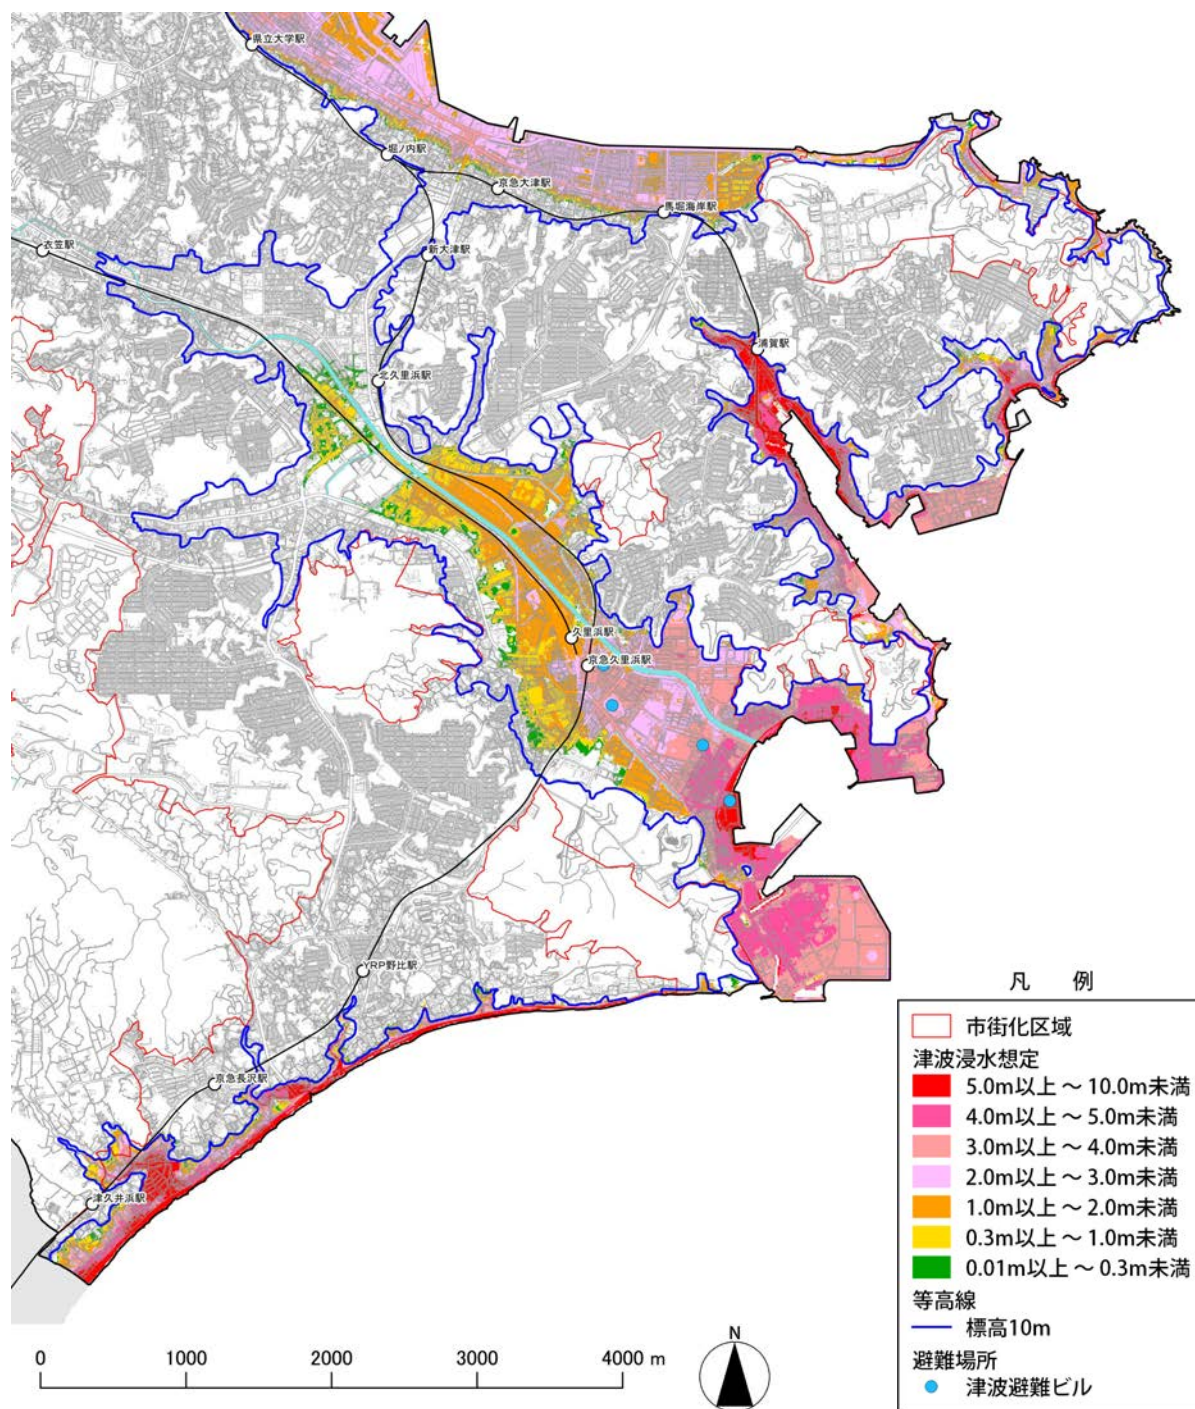 県立大学駅
堀ノ内駅
京急大津駅
馬堀海岸駅
衣笠駅
新大津駅
浦賀駅
北久里浜駅
久里浜駅
京急久里浜駅
YRP野比駅
京急長沢駅
津久井浜駅
凡 例
市街化区域
津波浸水想定
5.0m以上 ～ 10.0m未満
4.0m以上 ～ 5.0m未満
3.0m以上 ～ 4.0m未満
2.0m以上 ～ 3.0m未満
1.0m以上 ～ 2.0m未満
0.3m以上 ～ 1.0m未満
0.01m以上 ～ 0.3m未満
等高線
標高10m
避難場所
津波避難ビル
N
0 1000 2000 3000 4000 m